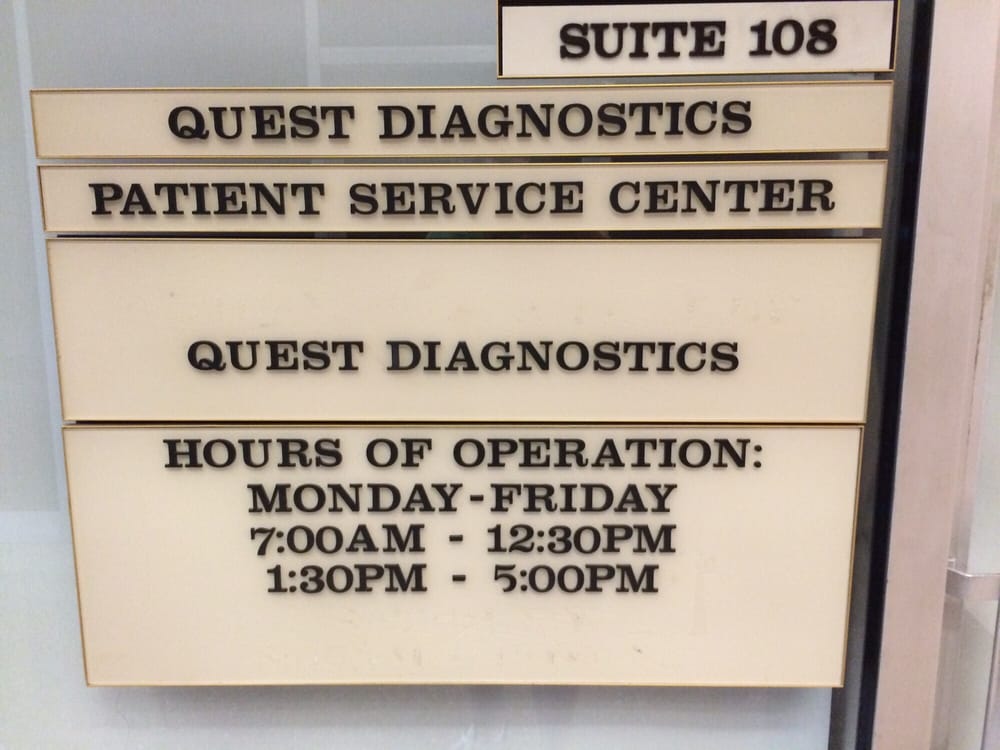 SUITE 108
QUEST DIAGNOSTICS
PATIENT SERVICE CENTER
QUEST DIAGNOSTICS
HOURS OF OPERATION:
MONDAY-FRIDAY
7:00AM - 12:30PM
1:30PM - 5:00PM